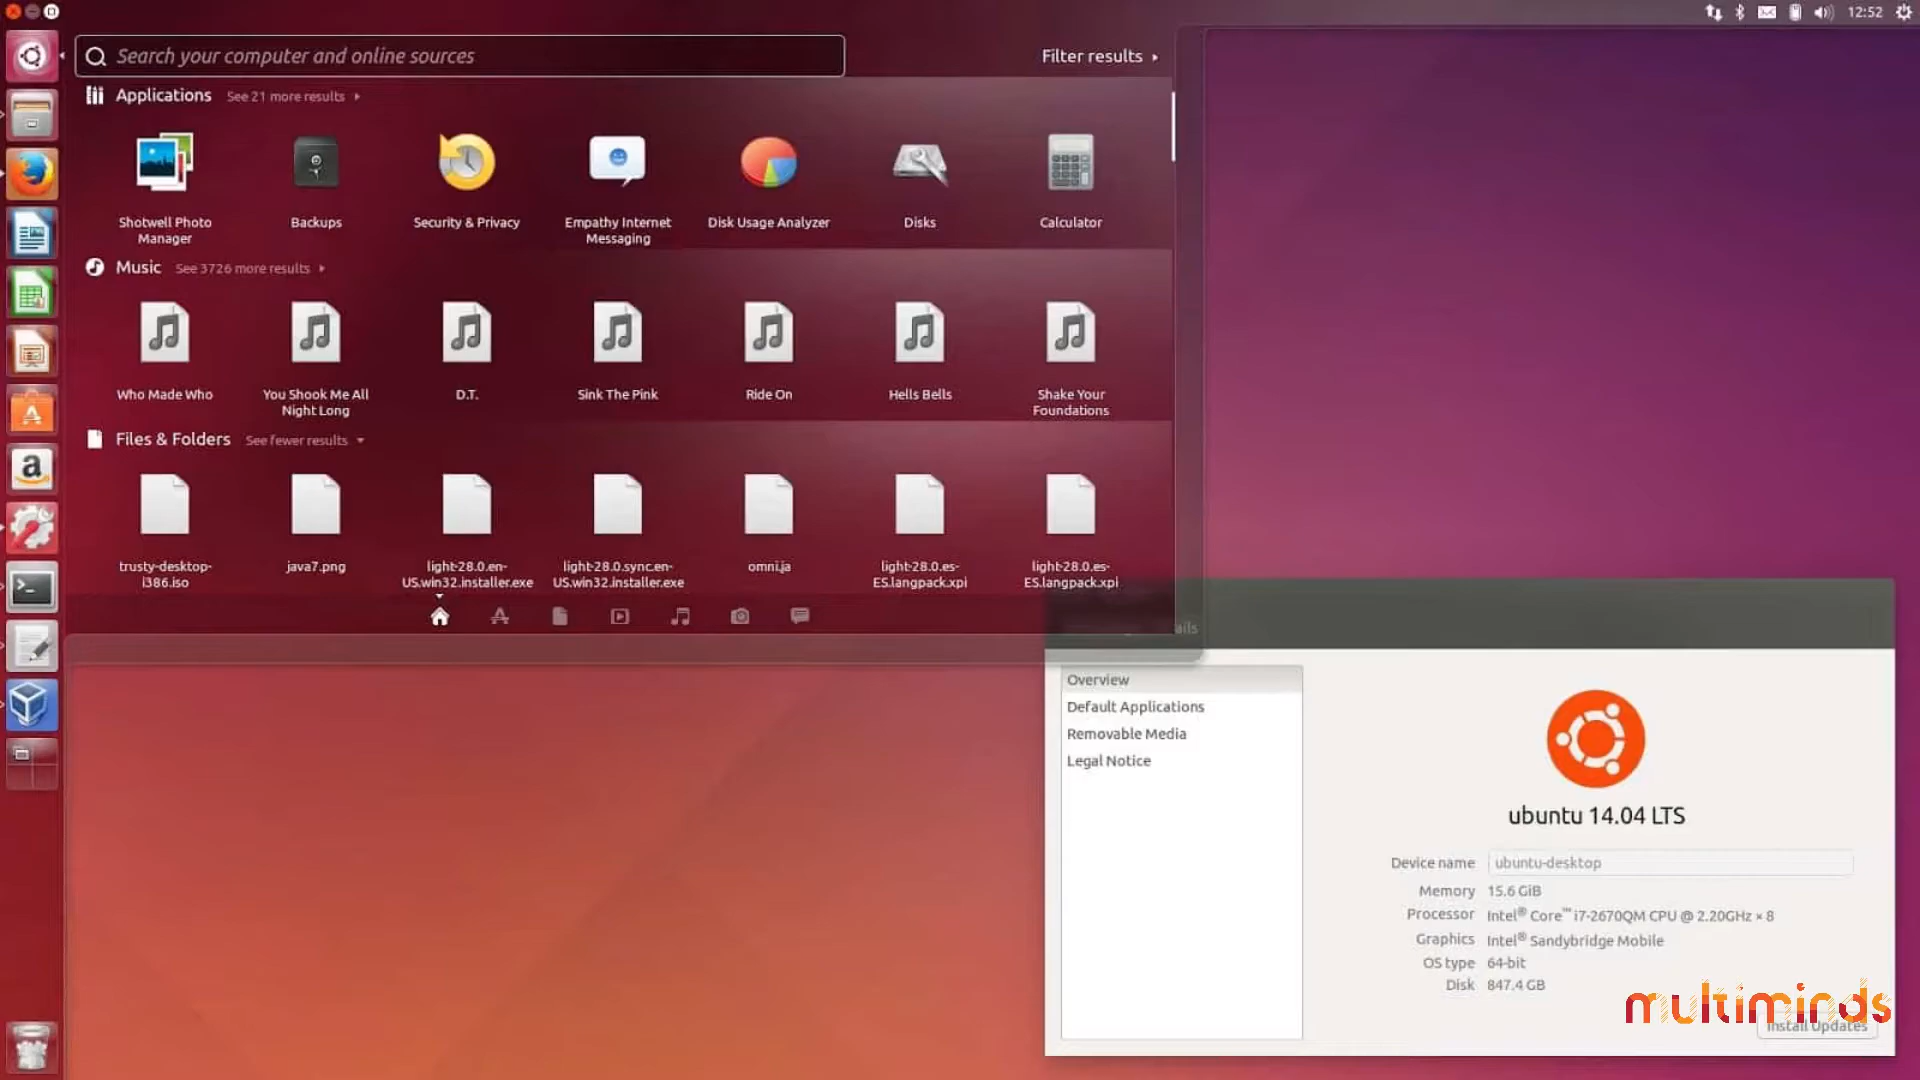 12:52
Search your computer and online sources
Filter results
Applications See 21 more results
Shotwell Photo
Manager
Backups
Security & Privacy
Empathy Internet
Messaging
Disk Usage Analyzer
Disks
Calculator
Music See 3726 more results
Who Made Who
You Shook Me All
Night Long
D.T.
Sink The Pink
Ride On
Hells Bells
Shake Your
Foundations
Files & Folders See fewer results
trusty-desktop-
i386.iso
java7.png
light-28.0.en-
US.win32.installer.exe
light-28.0.sync.en-
US.win32.installer.exe
omni.ja
light-28.0.es-
ES.langpack.xpi
light-28.0.es-
ES.langpack.xpi
ails
Overview
Default Applications
Removable Media
Legal Notice
ubuntu 14.04 LTS
Device name ubuntu-desktop
Memory 15.6 GiB
Processor Intel® Core™ i7-2670QM CPU @ 2.20GHz × 8
Graphics Intel® Sandybridge Mobile
OS type 64-bit
Disk 847.4 GB
multiminds
Install Updates